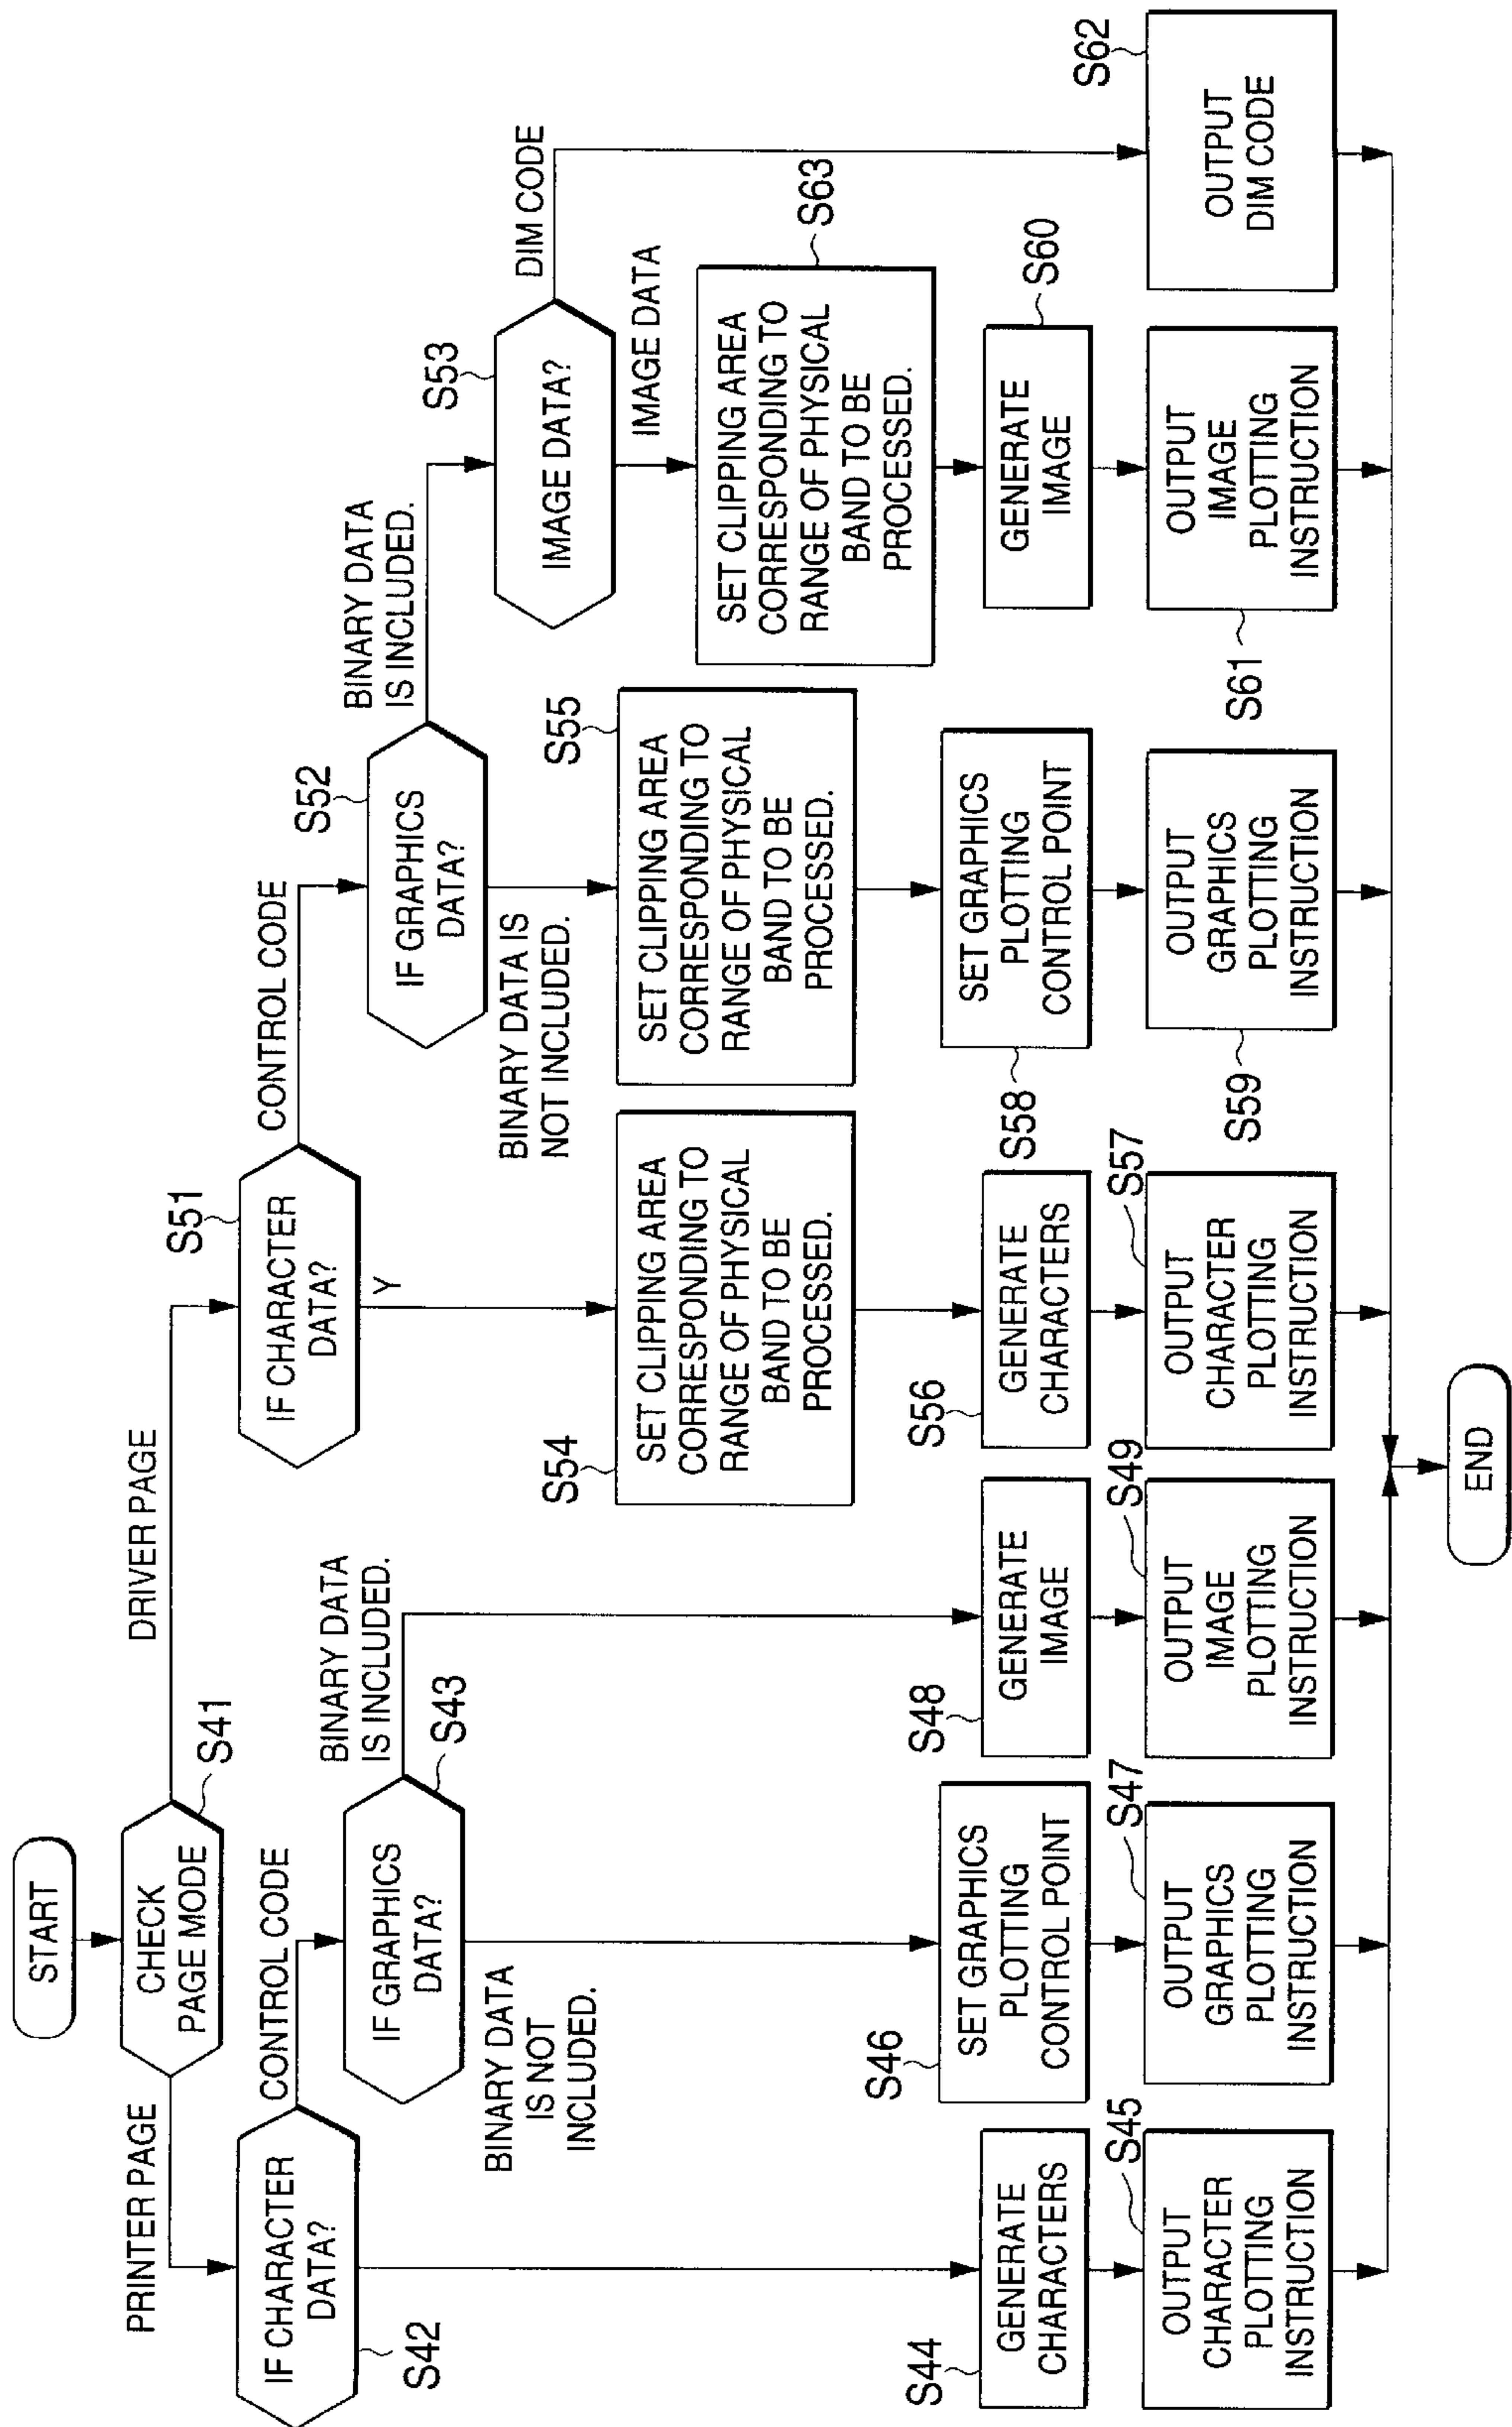 START
CHECK
PAGE MODE
S41
PRINTER PAGE
DRIVER PAGE
IF CHARACTER
DATA?
S42
CONTROL CODE
IF GRAPHICS
DATA?
S43
BINARY DATA
IS NOT
INCLUDED.
BINARY DATA
IS INCLUDED.
S44
GENERATE
CHARACTERS
S45
OUTPUT
CHARACTER
PLOTTING
INSTRUCTION
S46
SET GRAPHICS
PLOTTING
CONTROL POINT
S47
OUTPUT
GRAPHICS
PLOTTING
INSTRUCTION
S48
GENERATE
IMAGE
S49
OUTPUT
IMAGE
PLOTTING
INSTRUCTION
S51
IF CHARACTER
DATA?
Y
CONTROL CODE
S52
IF GRAPHICS
DATA?
BINARY DATA IS
NOT INCLUDED.
BINARY DATA
IS INCLUDED.
S53
IMAGE DATA?
IMAGE DATA
DIM CODE
S54
SET CLIPPING AREA
CORRESPONDING TO
RANGE OF PHYSICAL
BAND TO BE
PROCESSED.
S56
GENERATE
CHARACTERS
S57
OUTPUT
CHARACTER
PLOTTING
INSTRUCTION
S55
SET CLIPPING AREA
CORRESPONDING TO
RANGE OF PHYSICAL
BAND TO BE
PROCESSED.
S58
SET GRAPHICS
PLOTTING
CONTROL POINT
S59
OUTPUT
GRAPHICS
PLOTTING
INSTRUCTION
S63
SET CLIPPING AREA
CORRESPONDING TO
RANGE OF PHYSICAL
BAND TO BE
PROCESSED.
S60
GENERATE
IMAGE
S61
OUTPUT
IMAGE
PLOTTING
INSTRUCTION
S62
OUTPUT
DIM CODE
END